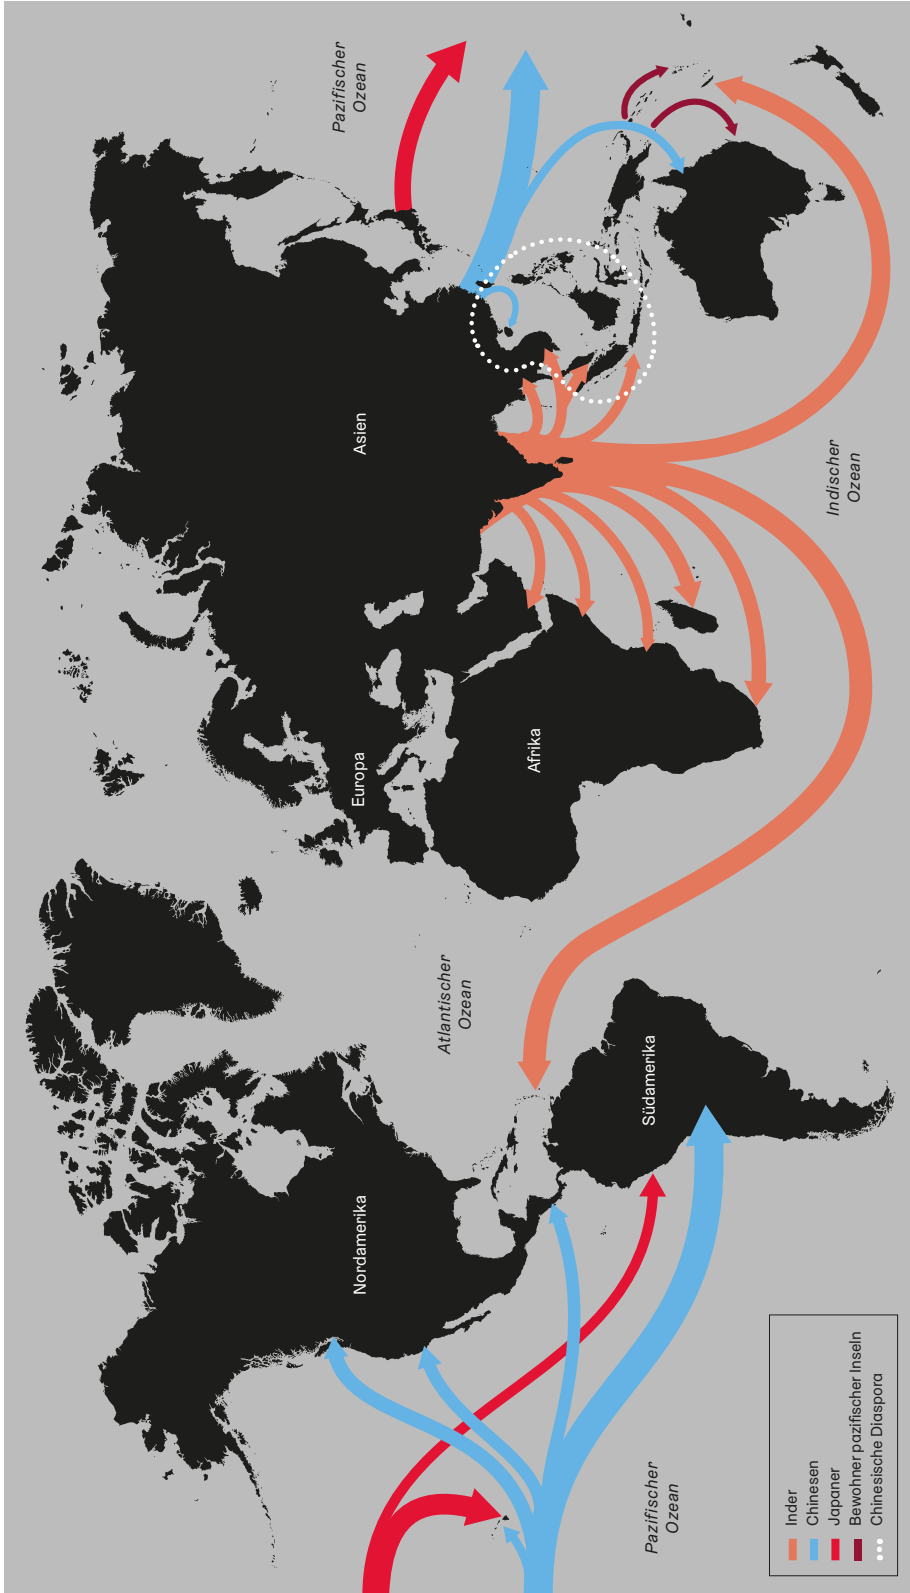 Pazifischer
Ozean
Asien
Europa
Afrika
Indischer
Ozean
Atlantischer
Ozean
Nordamerika
Südamerika
Pazifischer
Ozean
Inder
Chinesen
Japaner
Bewohner pazifischer Inseln
Chinesische Diaspora